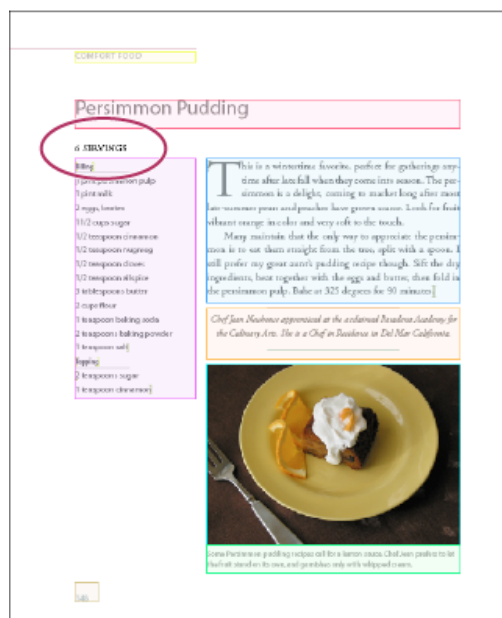 COMFORT FOOD
Persimmon Pudding
6 SERVINGS
Filling
1 pint persimmon pulp
1 pint milk
2 eggs, beaten
1 1/2 cups sugar
1/2 teaspoon cinnamon
1/2 teaspoon nutmeg
1/2 teaspoon cloves
1/2 teaspoon allspice
3 tablespoons butter
2 cups flour
1 teaspoon baking soda
2 teaspoons baking powder
1 teaspoon salt
Topping
2 teaspoons sugar
1 teaspoon cinnamon
This is a wintertime favorite, perfect for gatherings any-
time after late fall when they come into season. The per-
simmon is a delight, coming to market long after most
late-summer pears and peaches have grown scarce. Look for fruit
vibrant orange in color and very soft to the touch.
Many maintain that the only way to appreciate the persim-
mon is to eat them straight from the tree, split with a spoon. I
still prefer my great aunt's pudding recipe though. Sift the dry
ingredients, beat together with the eggs and butter, then fold in
the persimmon pulp. Bake at 325 degrees for 90 minutes.
Chef Jean Newhouse apprenticed at the acclaimed Pasadena Academy for
the Culinary Arts. She is a Chef in Residence in Del Mar California.
Some Persimmon pudding recipes call for a lemon sauce. Chef Jean prefers to let
the fruit stand on its own, and garnishes only with whipped cream.